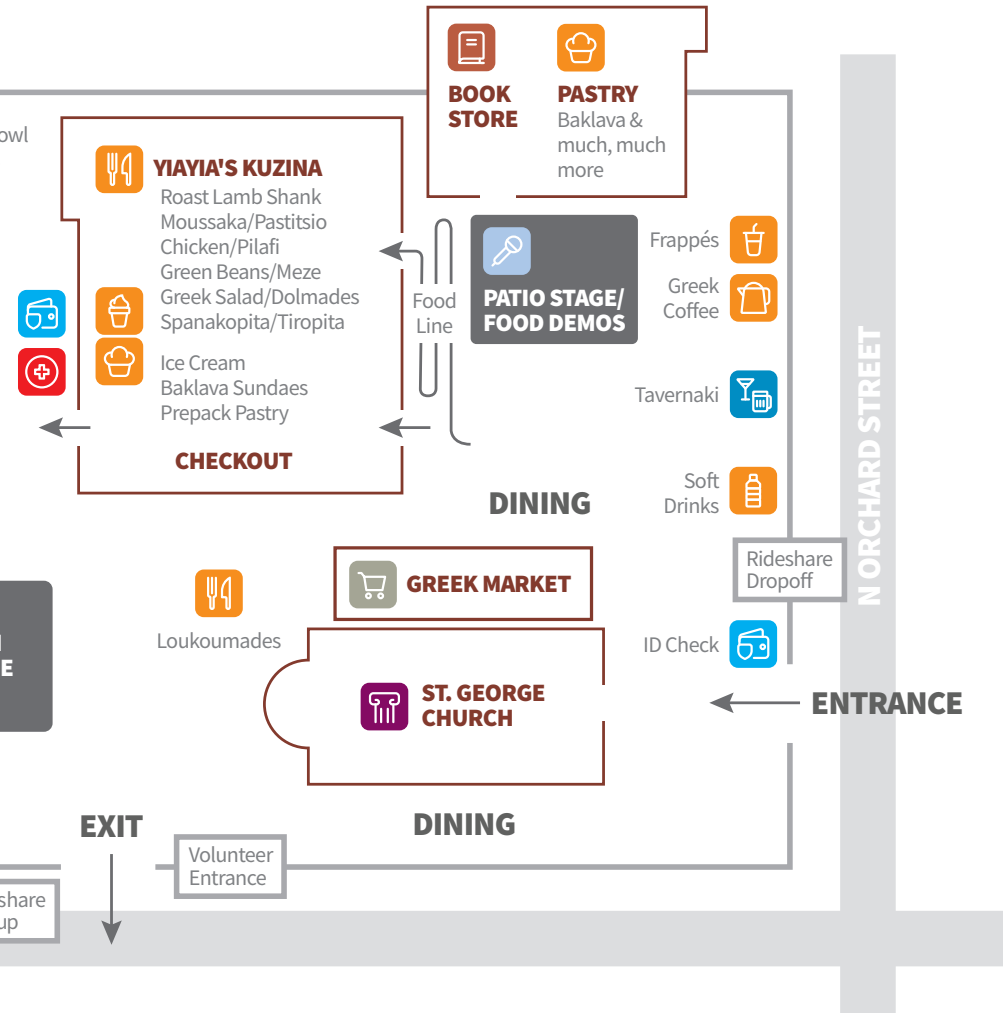 BOOK
STORE
PASTRY
Baklava &
much, much
more
owl
YIAYIA'S KUZINA
Roast Lamb Shank
Moussaka/Pastitsio
Chicken/Pilafi
Green Beans/Meze
Greek Salad/Dolmades
Spanakopita/Tiropita
Ice Cream
Baklava Sundaes
Prepack Pastry
CHECKOUT
Food
Line
PATIO STAGE/
FOOD DEMOS
Frappés
Greek
Coffee
Tavernaki
Soft
Drinks
N ORCHARD STREET
DINING
Rideshare
Dropoff
GREEK MARKET
Loukoumades
ID Check
E
ST. GEORGE
CHURCH
ENTRANCE
EXIT
DINING
Volunteer
Entrance
share
up